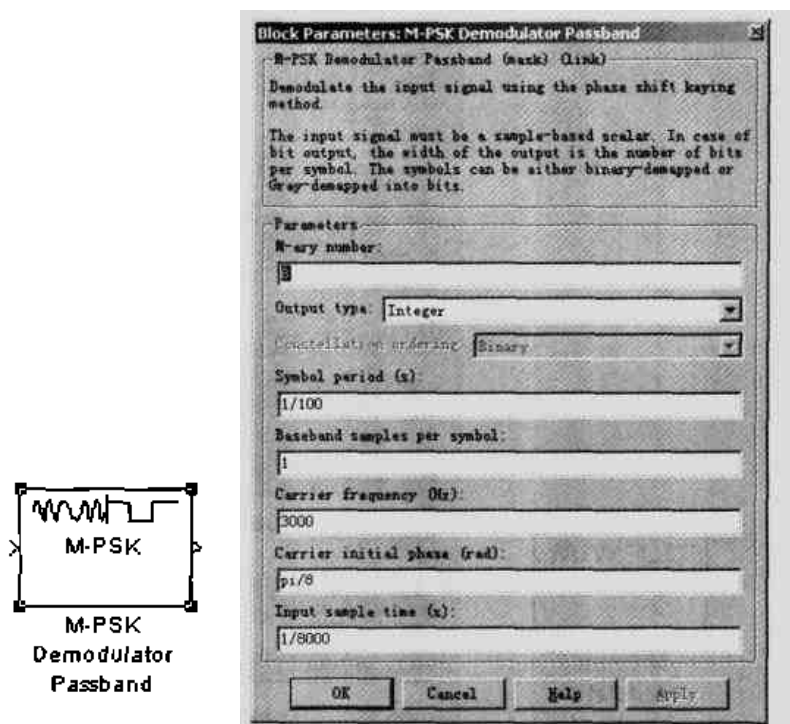 Block Parameters: M-PSK Demodulator Passband
M-PSK Demodulator Passband (mask) (link)
Demodulate the input signal using the phase shift keying
method.
The input signal must be a sample-based scalar. In case of
bit output, the width of the output is the number of bits
per symbol. The symbols can be either binary-demapped or
Gray-demapped into bits.
Parameters
M-ary number:
8
Output type: Integer
Constellation ordering: Binary
Symbol period (s):
1/100
Baseband samples per symbol:
1
Carrier frequency (Hz):
3000
Carrier initial phase (rad):
pi/8
Input sample time (s):
1/8000
OK Cancel Help Apply
M-PSK
M-PSK
Demodulator
Passband